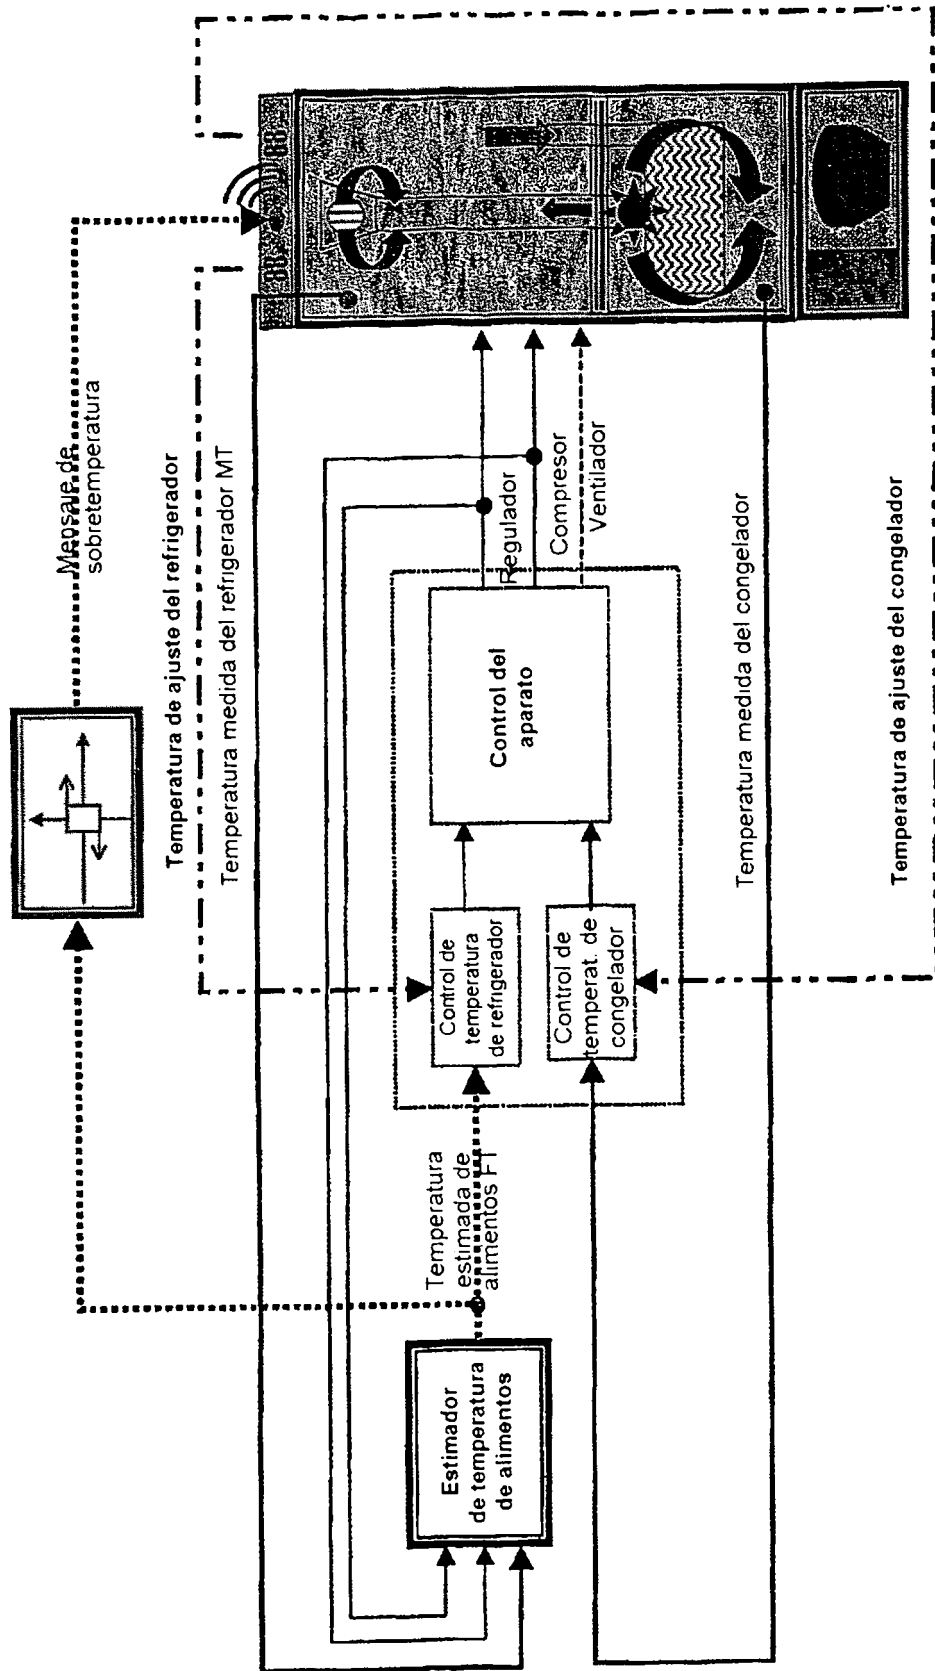 Mensaje de
sobretemperatura
Temperatura de ajuste del refrigerador
Temperatura medida del refrigerador MT
88
88
Regulador
Compresor
Ventilador
Control del
aparato
Control de
temperatura
de refrigerador
Control de
temperat. de
congelador
Temperatura
estimada de
alimentos FT
Estimador
de temperatura
de alimentos
Temperatura medida del congelador
Temperatura de ajuste del congelador